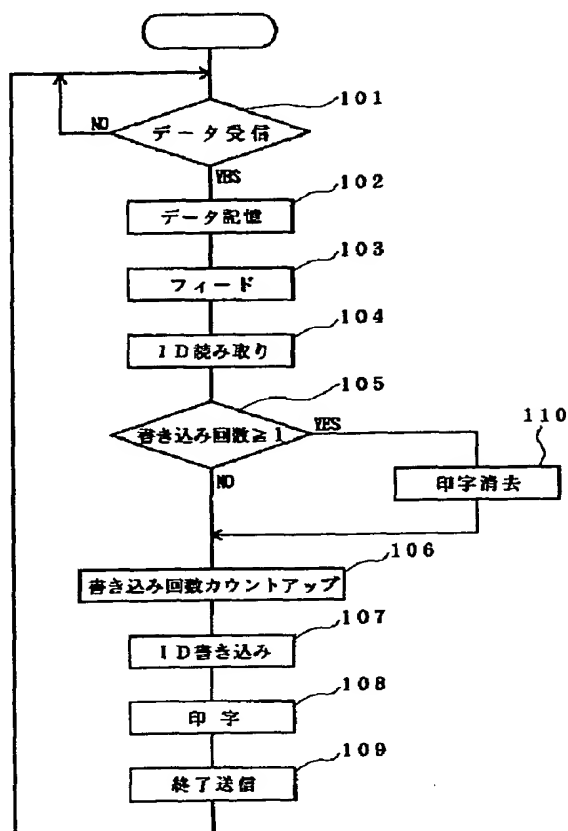 101
NO
データ受信
YES
102
データ記憶
103
フィード
104
ID読み取り
105
書き込み回数≧1
YES
110
印字消去
NO
106
書き込み回数カウントアップ
107
ID書き込み
108
印字
109
終了送信